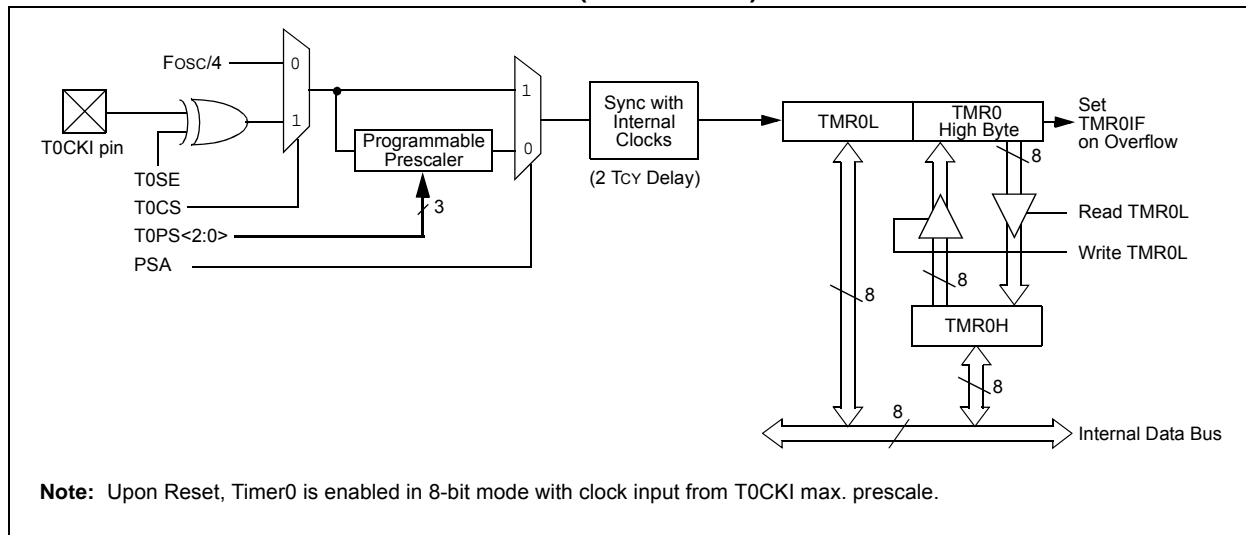 FOSC/4
0
1
T0CKI pin
T0SE
T0CS
T0PS<2:0>
PSA
Programmable
Prescaler
3
1
0
Sync with
Internal
Clocks
(2 TCY Delay)
TMR0L
TMR0
High Byte
Set
TMR0IF
on Overflow
8
Read TMR0L
Write TMR0L
8
8
TMR0H
8
8
Internal Data Bus
Note: Upon Reset, Timer0 is enabled in 8-bit mode with clock input from T0CKI max. prescale.